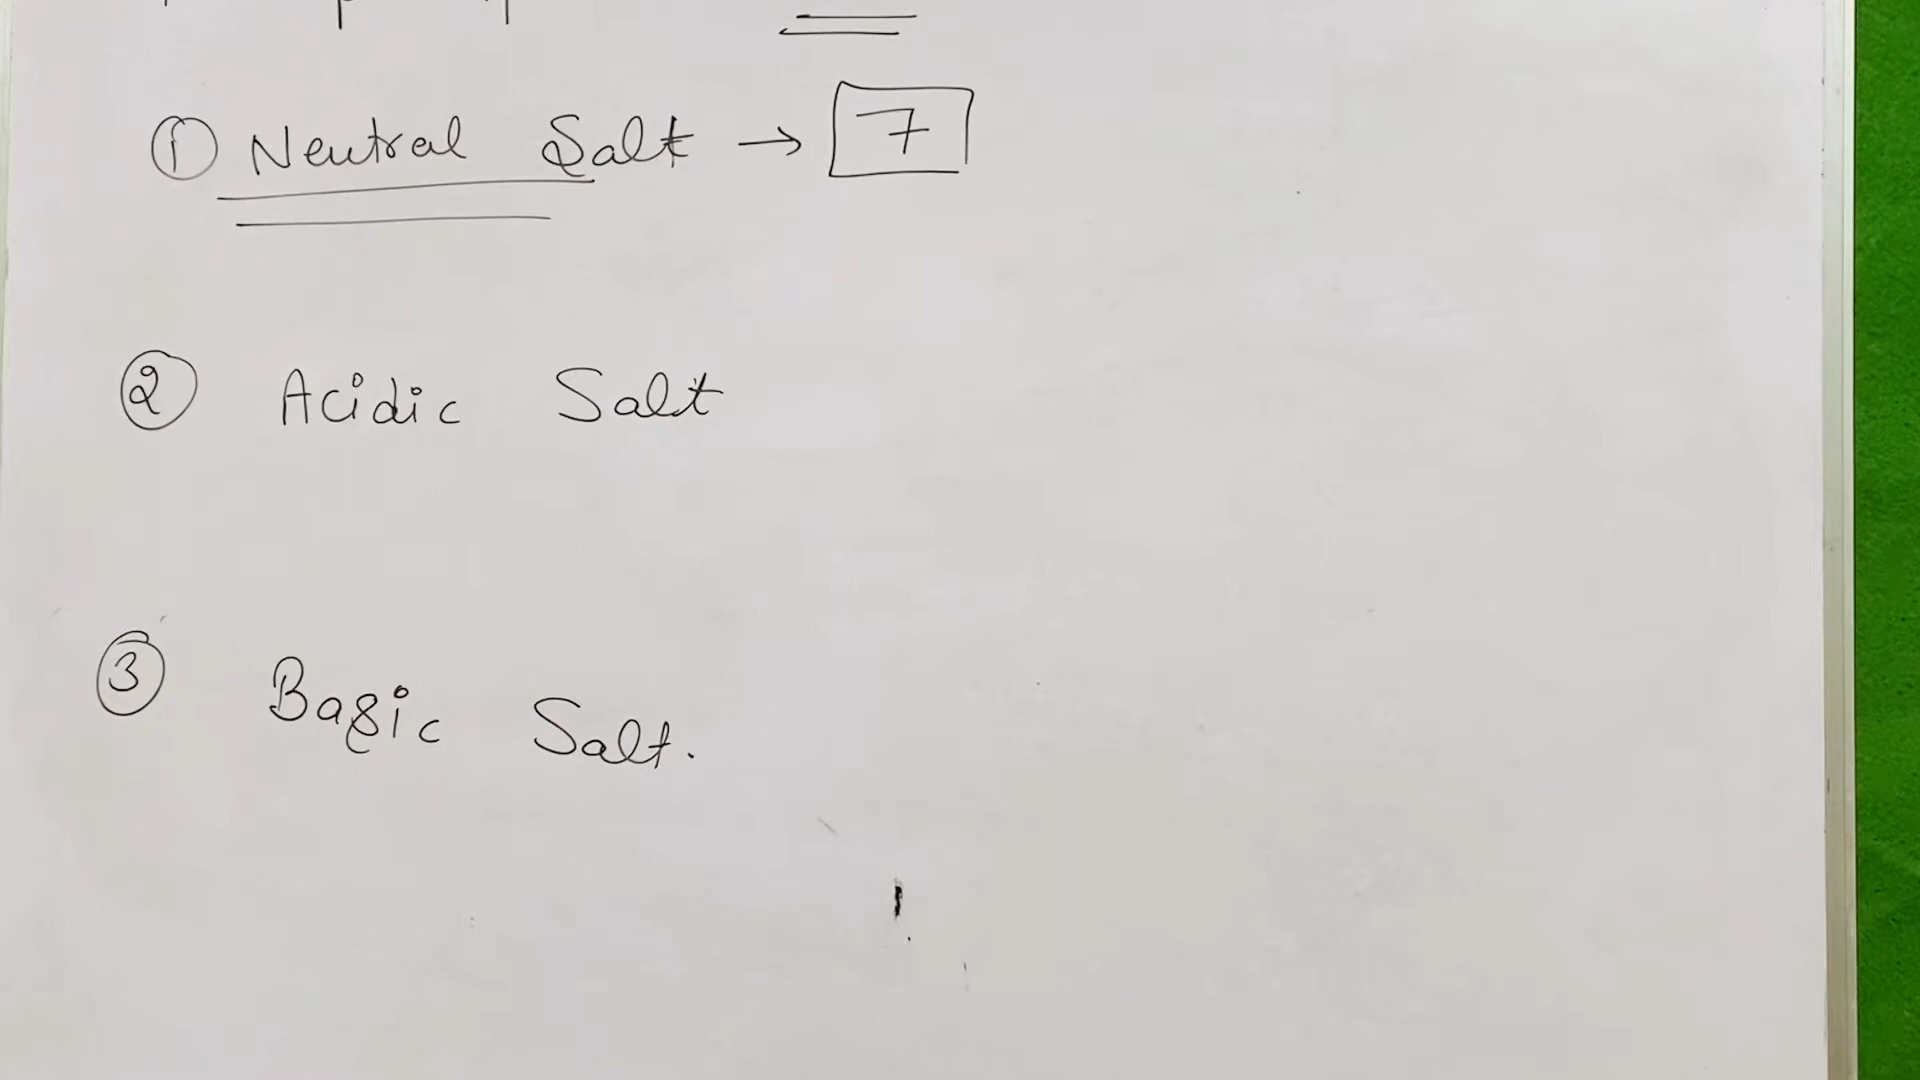 ① Neutral Salt → 7
② Acidic Salt
③ Basic Salt.